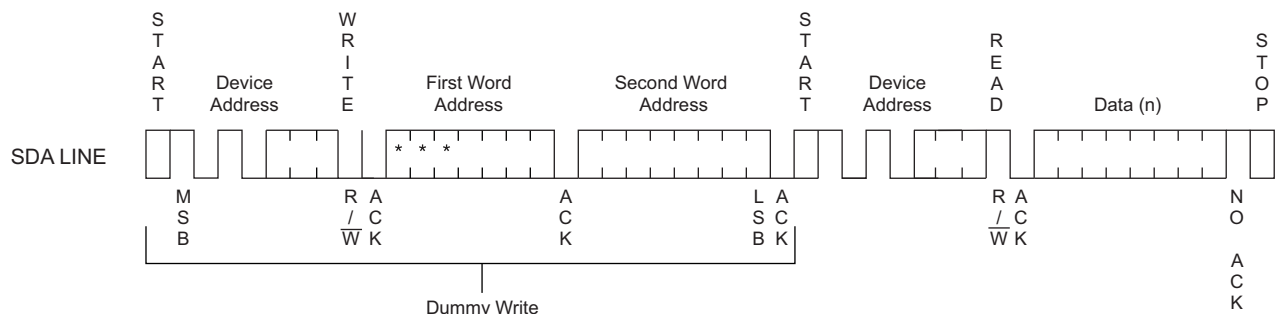 START
WRITE
START
READ
STOP
Device
Address
First Word
Address
Second Word
Address
Device
Address
Data (n)
SDA LINE
* * *
MSB
R/W
ACK
ACK
LSB
ACK
R/W
ACK
NO ACK
Dummy Write